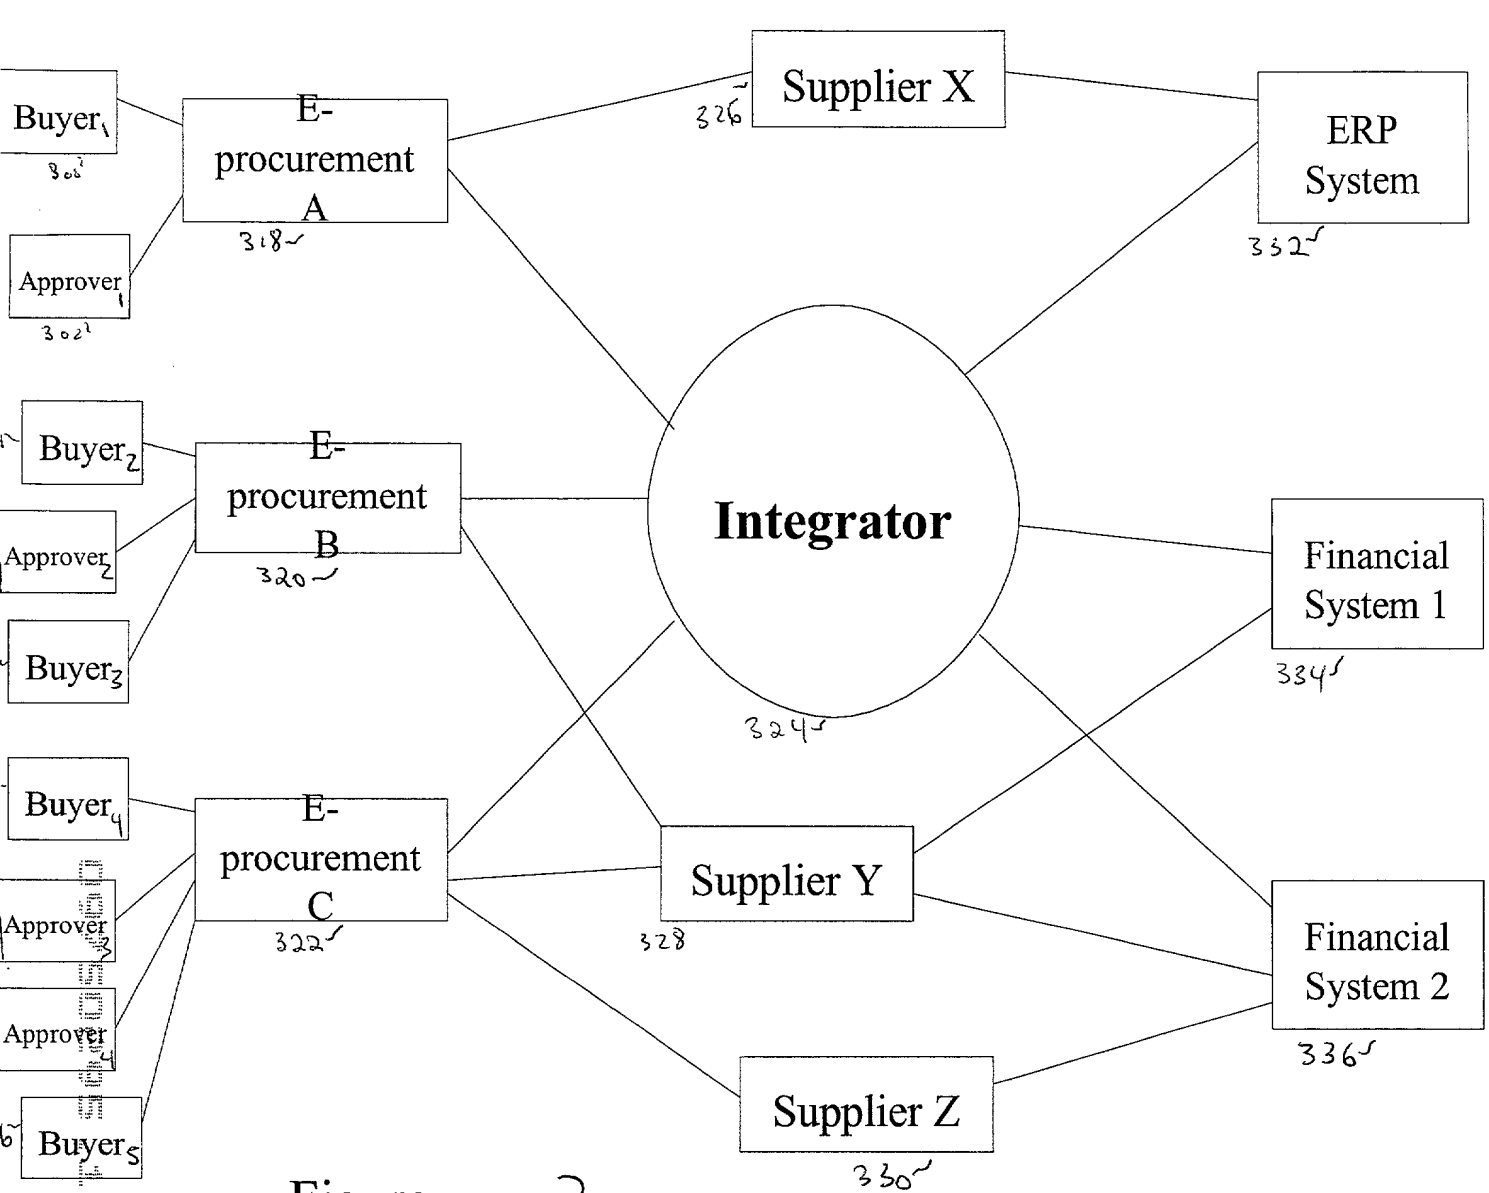 Buyer1
E-
procurement
A
318
Approver1
302
Supplier X
326
ERP
System
332
Buyer2
Approver2
Buyer3
E-
procurement
B
320
Integrator
324
Financial
System 1
334
Buyer4
Approver3
Approver4
Buyer5
E-
procurement
C
322
Supplier Y
328
Supplier Z
330
Financial
System 2
336